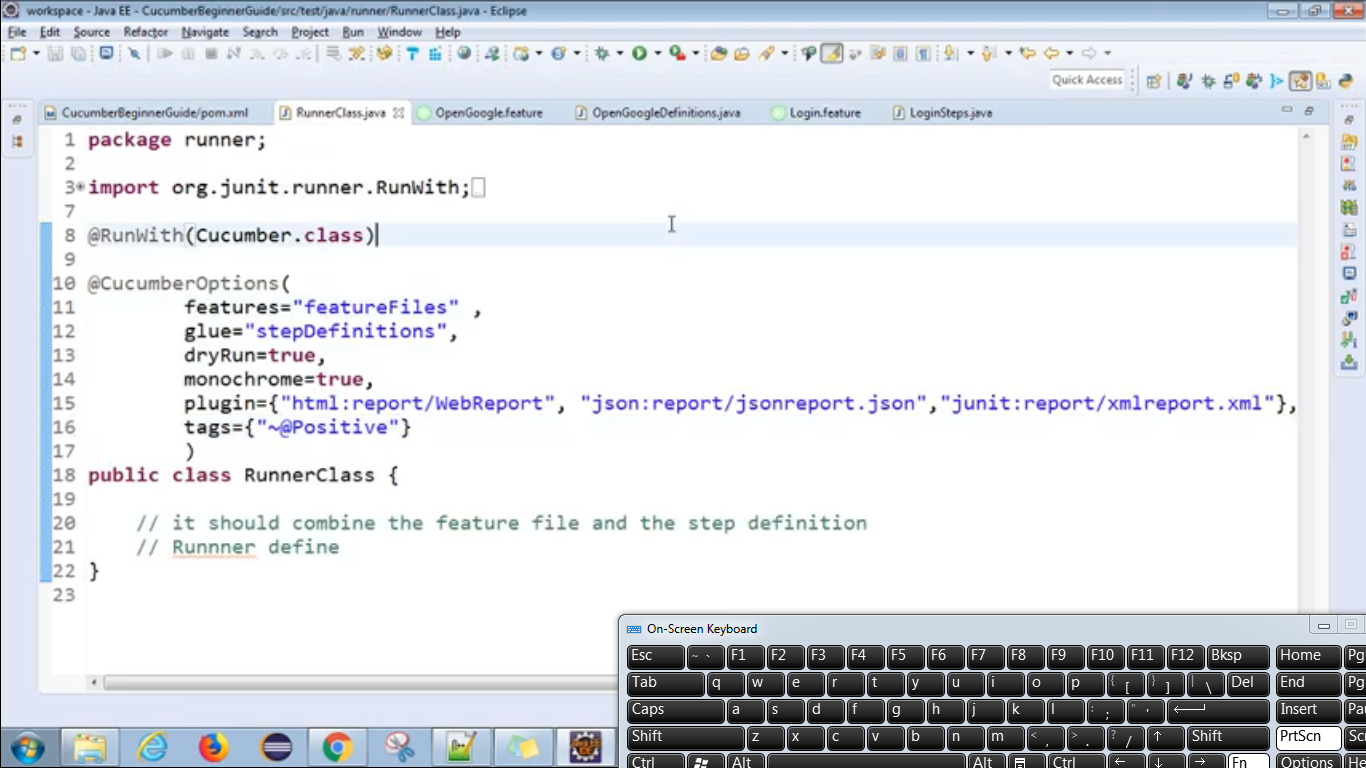 workspace - Java EE - CucumberBeginnerGuide/src/test/java/runner/RunnerClass.java - Eclipse
File Edit Source Refactor Navigate Search Project Run Window Help
Quick Access
CucumberBeginnerGuide/pom.xml RunnerClass.java OpenGoogle.feature OpenGoogleDefinitions.java Login.feature LoginSteps.java
1 package runner;
2
3 import org.junit.runner.RunWith;
7
8 @RunWith(Cucumber.class)
9
10 @CucumberOptions(
11 features="featureFiles" ,
12 glue="stepDefinitions",
13 dryRun=true,
14 monochrome=true,
15 plugin={"html:report/WebReport", "json:report/jsonreport.json","junit:report/xmlreport.xml"},
16 tags={"~@Positive"}
17 )
18 public class RunnerClass {
19
20 // it should combine the feature file and the step definition
21 // Runnner define
22 }
23
On-Screen Keyboard
Esc ~ ` F1 F2 F3 F4 F5 F6 F7 F8 F9 F10 F11 F12 Bksp Home Pg
Tab q w e r t y u i o p { [ } ] | \ Del End Pg
Caps a s d f g h j k l : ; " ' Insert Pau
Shift z x c v b n m < , > . ? / ↑ Shift PrtScn Scr
Ctrl Alt Alt Ctrl ← ↓ → Fn Options He